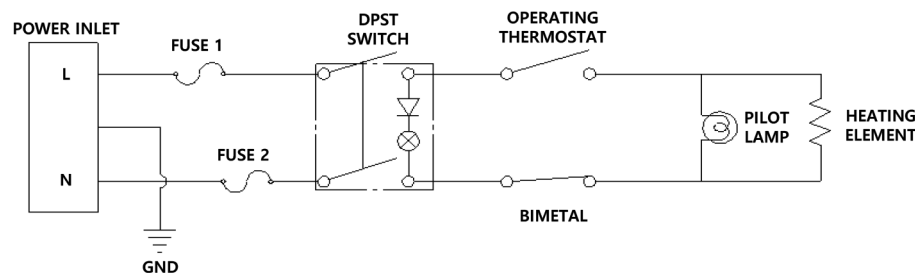 POWER INLET
L
N
FUSE 1
FUSE 2
GND
DPST
SWITCH
OPERATING
THERMOSTAT
BIMETAL
PILOT
LAMP
HEATING
ELEMENT